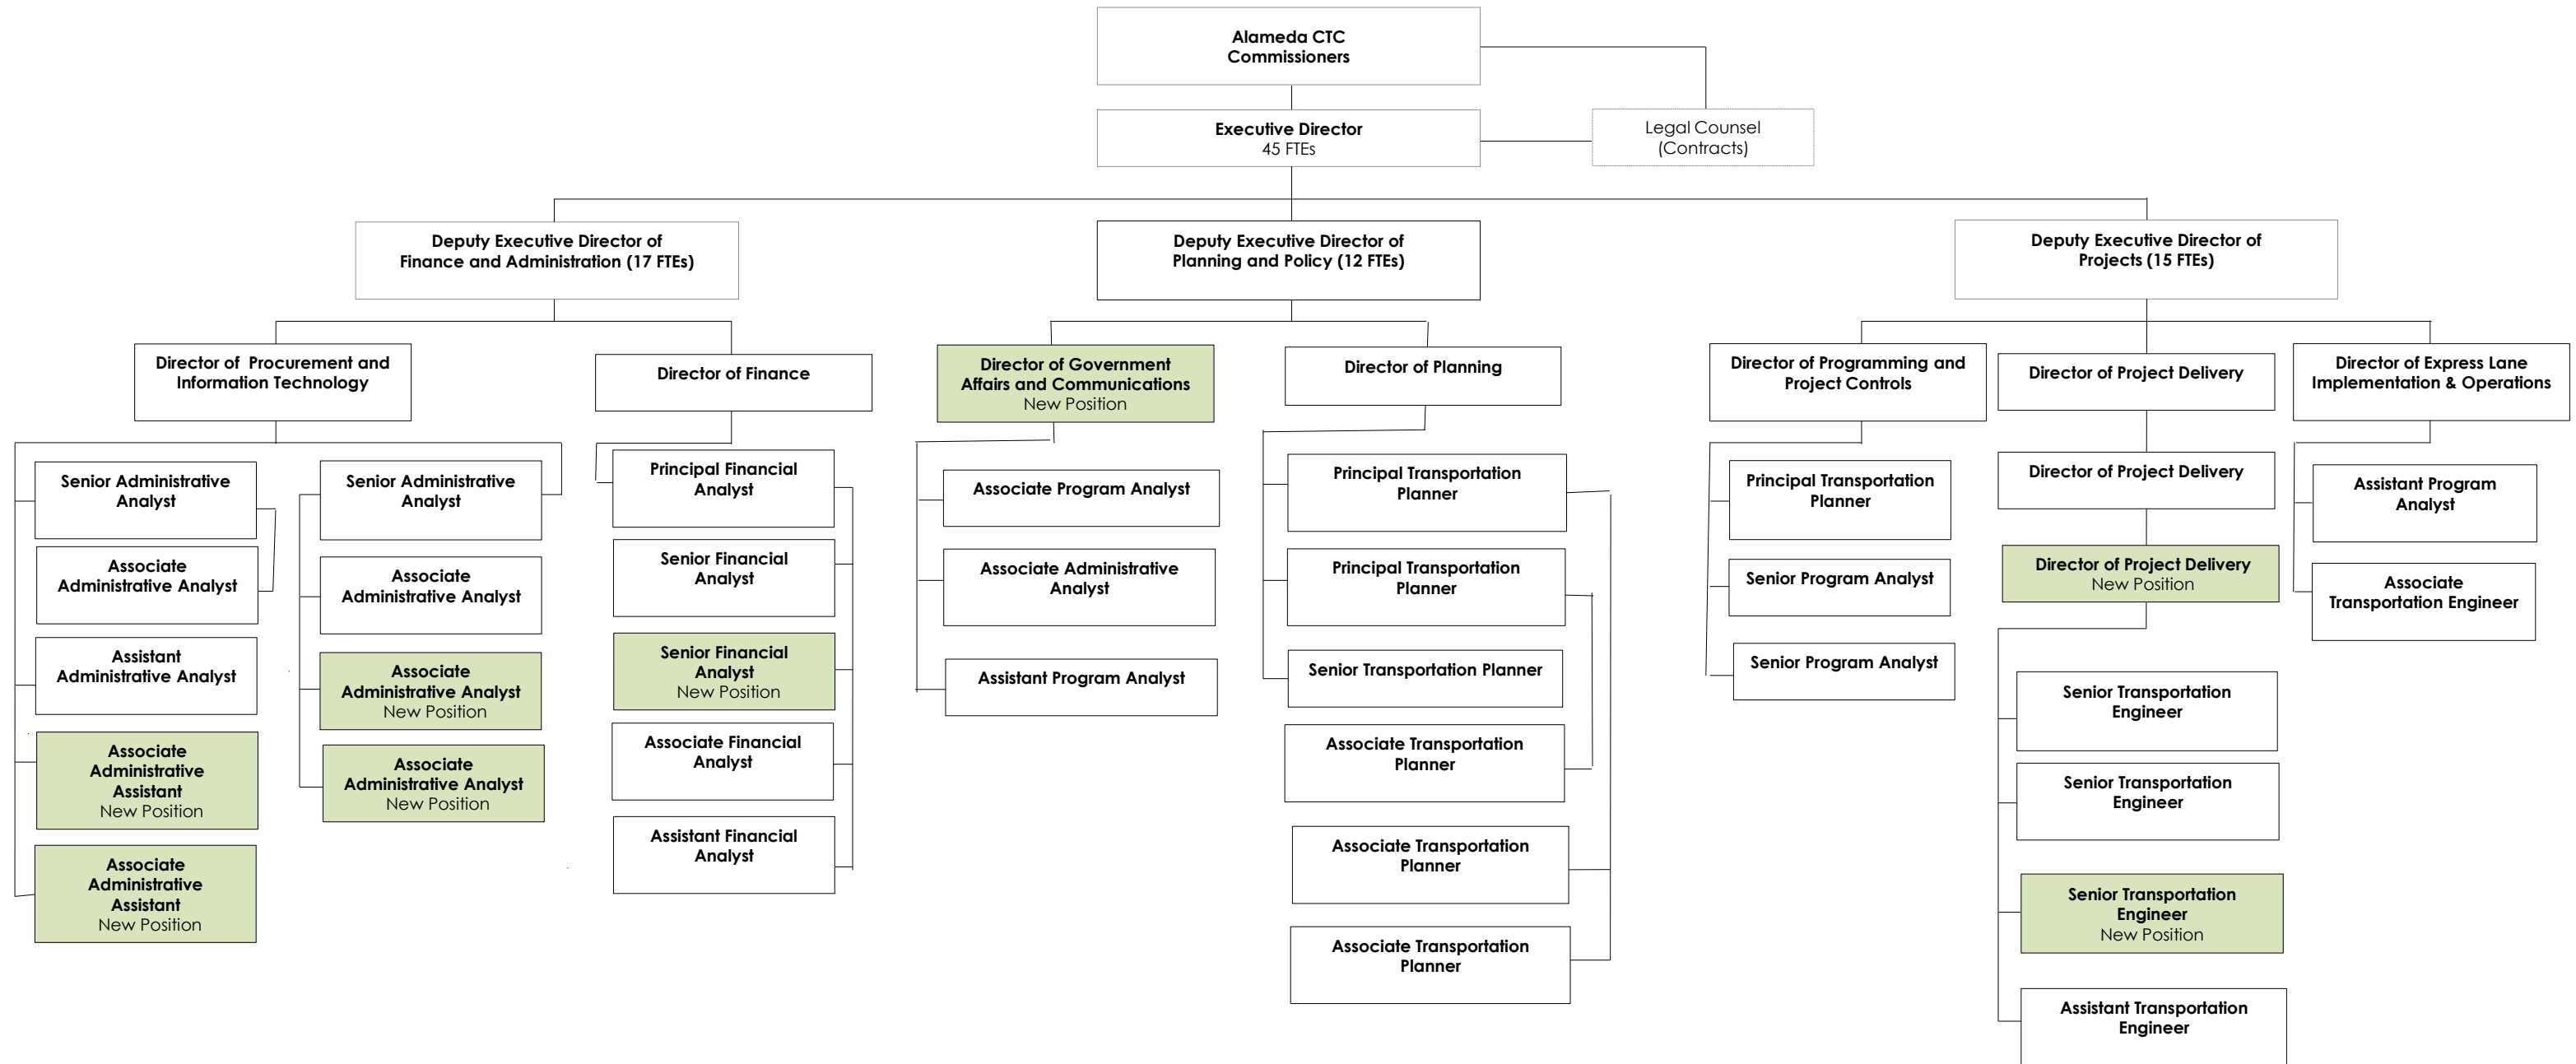 Alameda CTC
Commissioners
Executive Director
45 FTEs
Legal Counsel
(Contracts)
Deputy Executive Director of
Finance and Administration (17 FTEs)
Deputy Executive Director of
Planning and Policy (12 FTEs)
Deputy Executive Director of
Projects (15 FTEs)
Director of Procurement and
Information Technology
Director of Finance
Director of Government
Affairs and Communications
New Position
Director of Planning
Director of Programming and
Project Controls
Director of Project Delivery
Director of Express Lane
Implementation & Operations
Senior Administrative
Analyst
Associate
Administrative Analyst
Assistant
Administrative Analyst
Associate
Administrative
Assistant
New Position
Associate
Administrative
Assistant
New Position
Senior Administrative
Analyst
Associate
Administrative Analyst
Associate
Administrative Analyst
New Position
Associate
Administrative Analyst
New Position
Principal Financial
Analyst
Senior Financial
Analyst
Senior Financial
Analyst
New Position
Associate Financial
Analyst
Assistant Financial
Analyst
Associate Program Analyst
Associate Administrative
Analyst
Assistant Program Analyst
Principal Transportation
Planner
Principal Transportation
Planner
Senior Transportation Planner
Associate Transportation
Planner
Associate Transportation
Planner
Associate Transportation
Planner
Principal Transportation
Planner
Senior Program Analyst
Senior Program Analyst
Director of Project Delivery
Director of Project Delivery
New Position
Senior Transportation
Engineer
Senior Transportation
Engineer
Senior Transportation
Engineer
New Position
Assistant Transportation
Engineer
Assistant Program
Analyst
Associate
Transportation Engineer